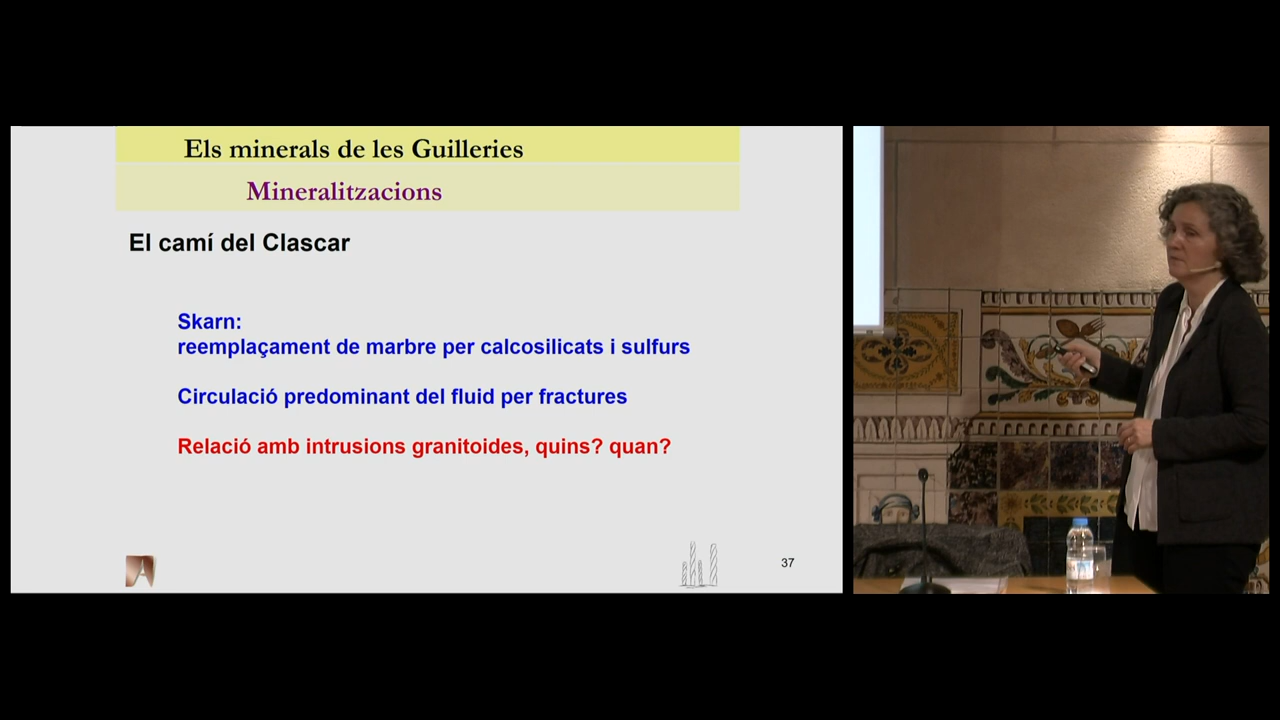 Els minerals de les Guilleries
Mineralitzacions
El camí del Clascar
Skarn:
reemplaçament de marbre per calcosilicats i sulfurs
Circulació predominant del fluid per fractures
Relació amb intrusions granitoides, quins? quan?
37